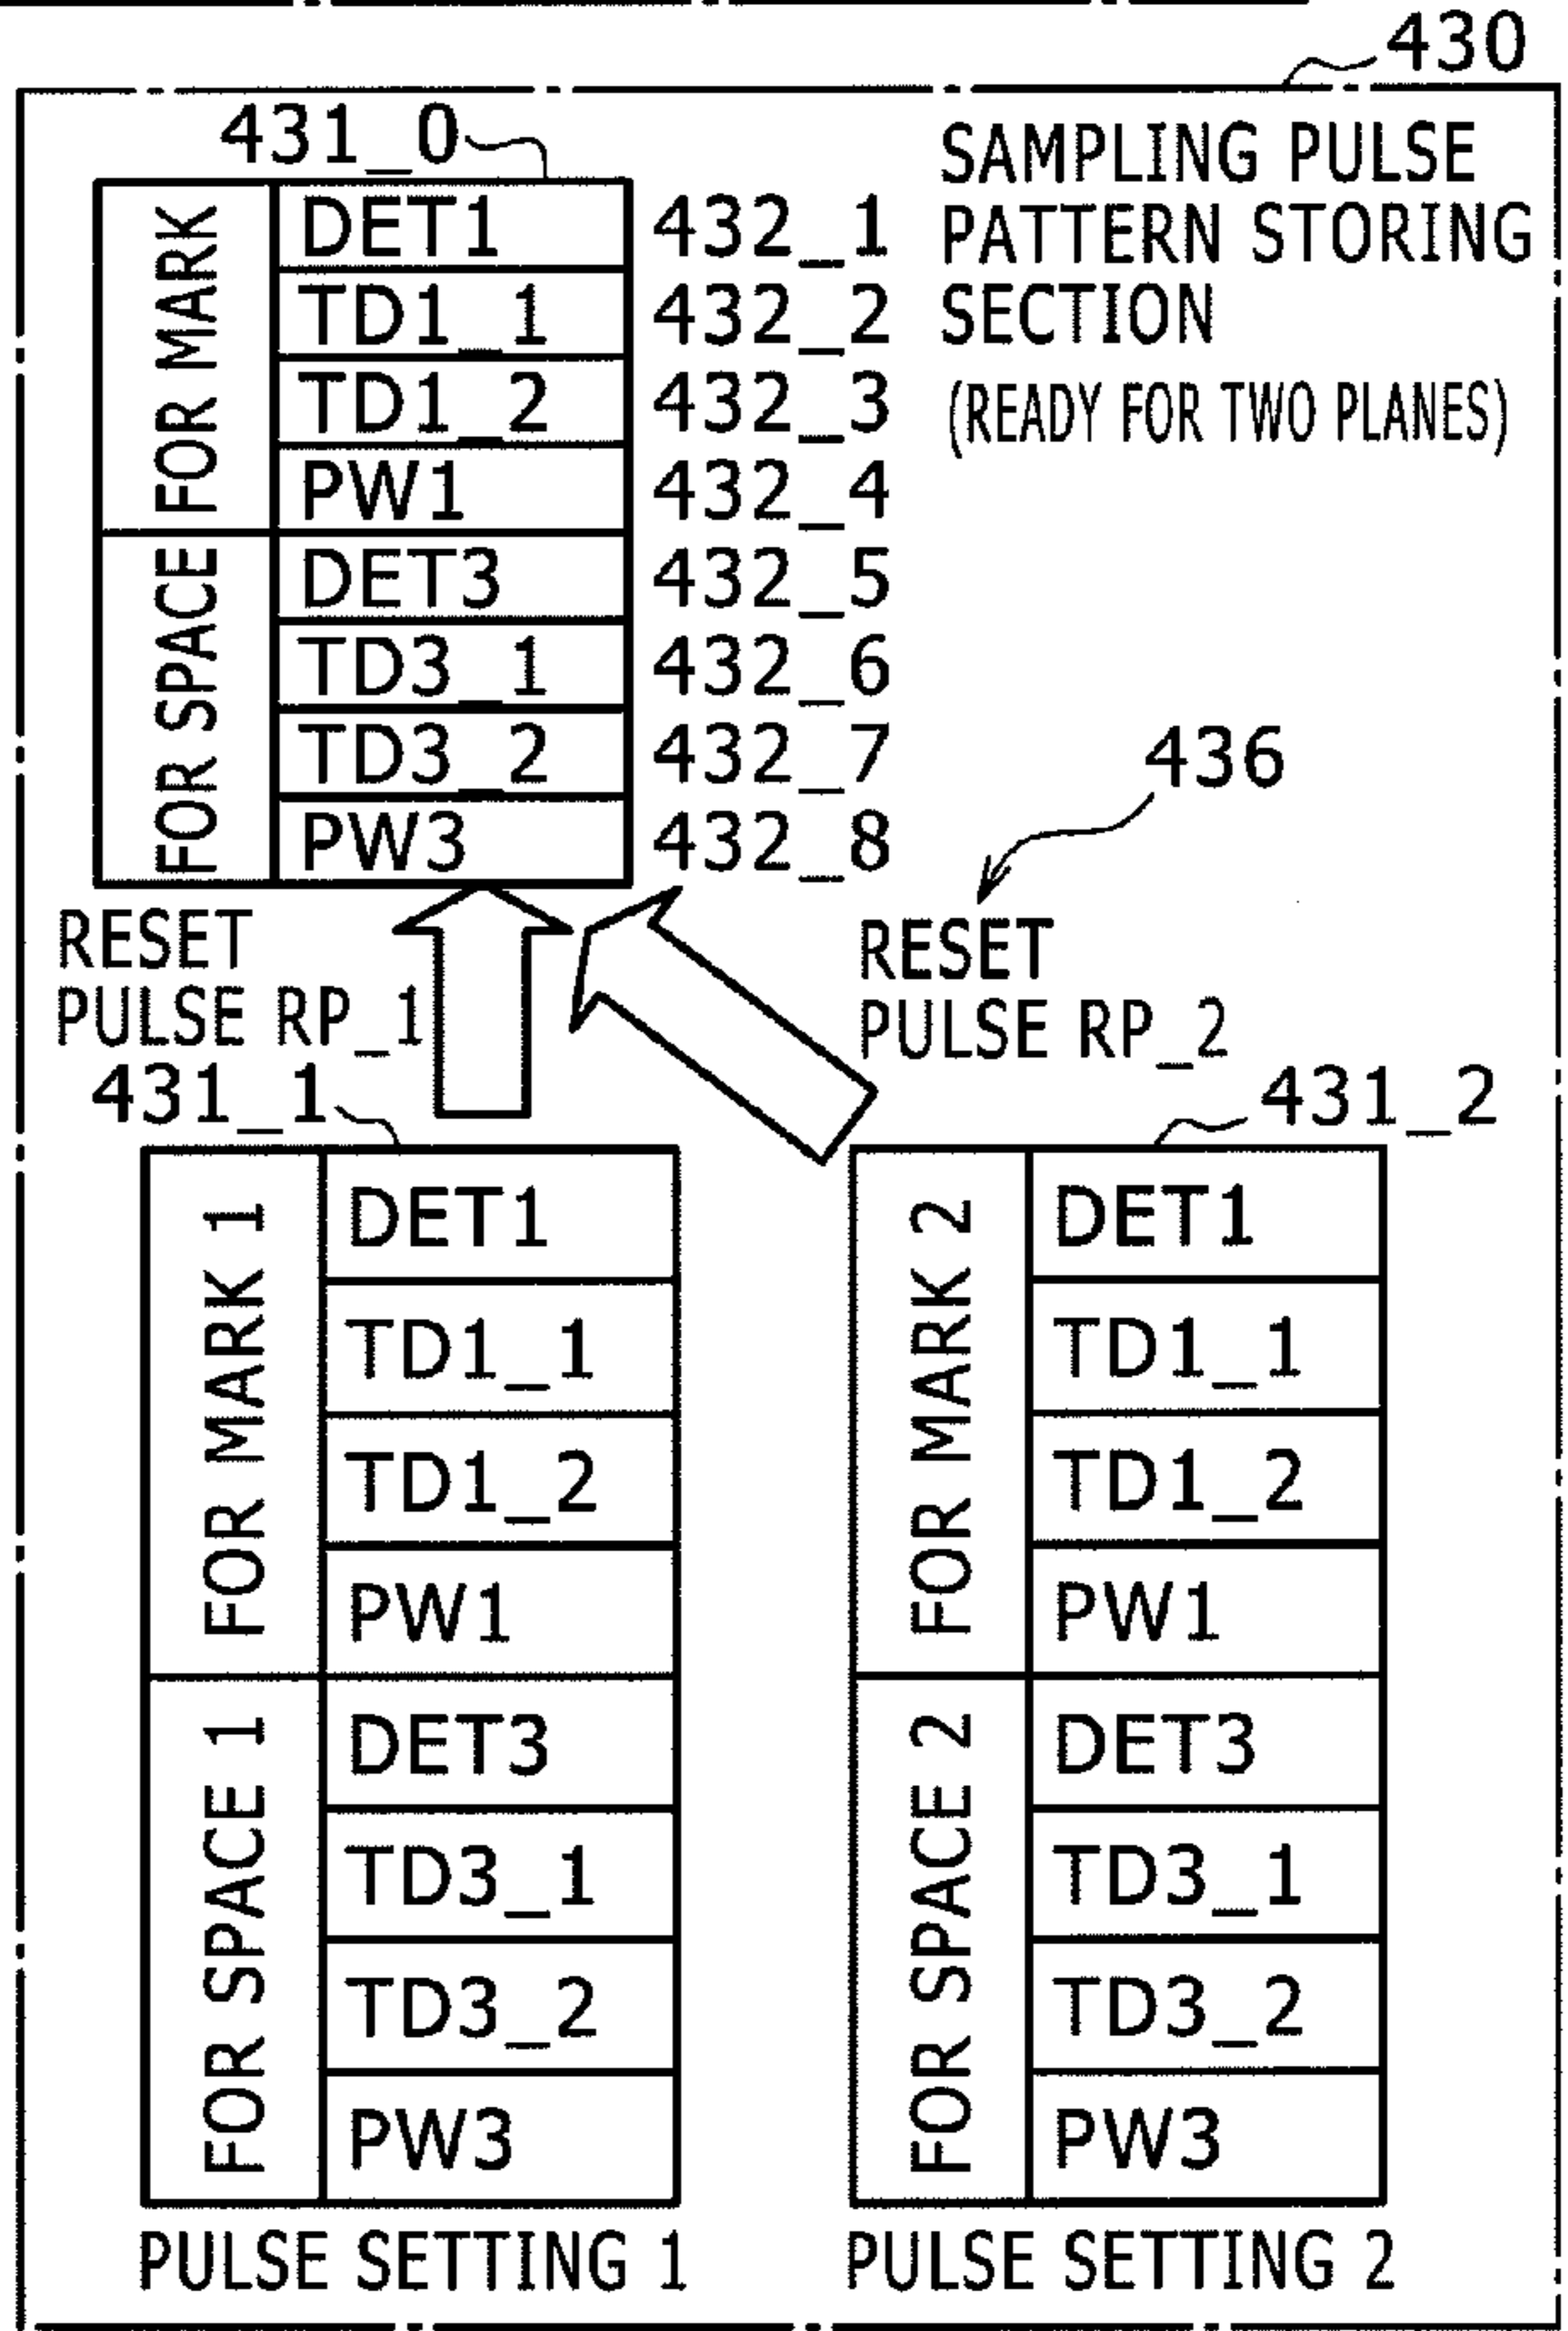 430
431_0
SAMPLING PULSE
PATTERN STORING
SECTION
(READY FOR TWO PLANES)
FOR MARK
DET1 432_1
TD1_1 432_2
TD1_2 432_3
PW1 432_4
FOR SPACE
DET3 432_5
TD3_1 432_6
TD3_2 432_7
PW3 432_8
436
RESET
PULSE RP_1
RESET
PULSE RP_2
431_1
FOR MARK 1
DET1
TD1_1
TD1_2
PW1
FOR SPACE 1
DET3
TD3_1
TD3_2
PW3
PULSE SETTING 1
431_2
FOR MARK 2
DET1
TD1_1
TD1_2
PW1
FOR SPACE 2
DET3
TD3_1
TD3_2
PW3
PULSE SETTING 2